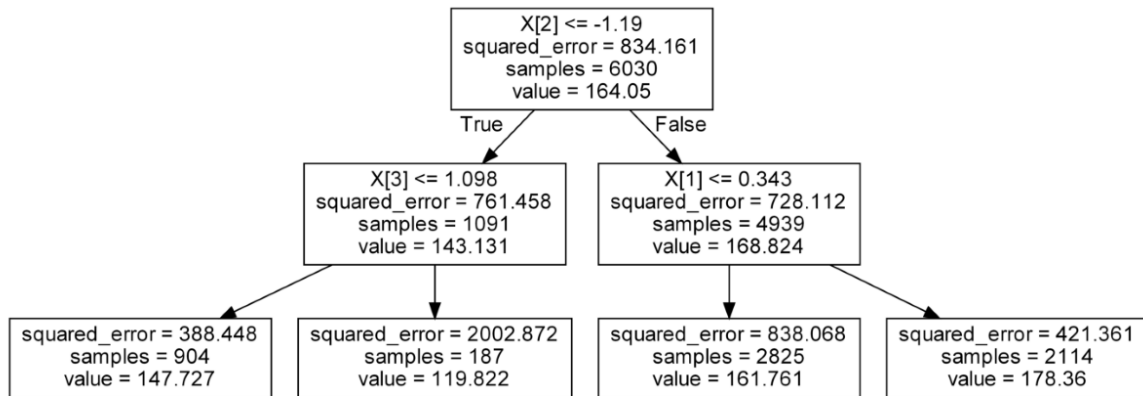 X[2] <= -1.19
squared_error = 834.161
samples = 6030
value = 164.05
True
False
X[3] <= 1.098
squared_error = 761.458
samples = 1091
value = 143.131
X[1] <= 0.343
squared_error = 728.112
samples = 4939
value = 168.824
squared_error = 388.448
samples = 904
value = 147.727
squared_error = 2002.872
samples = 187
value = 119.822
squared_error = 838.068
samples = 2825
value = 161.761
squared_error = 421.361
samples = 2114
value = 178.36